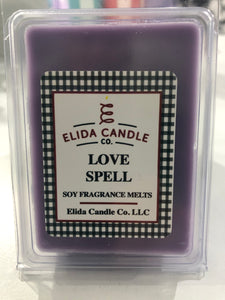 ELIDA CANDLE
CO.
LOVE
SPELL
SOY FRAGRANCE MELTS
Elida Candle Co. LLC